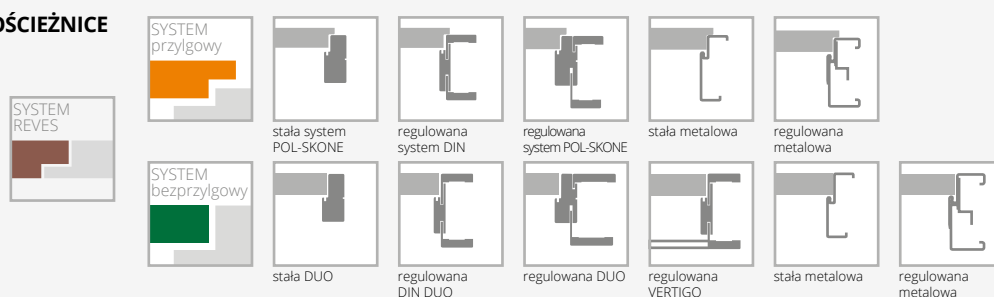 OŚCIEŻNICE
SYSTEM
REVES
SYSTEM
przylgowy
stała system
POL-SKONE
regulowana
system DIN
regulowana
system POL-SKONE
stała metalowa
regulowana
metalowa
SYSTEM
bezprzylgowy
stała DUO
regulowana
DIN DUO
regulowana DUO
regulowana
VERTIGO
stała metalowa
regulowana
metalowa